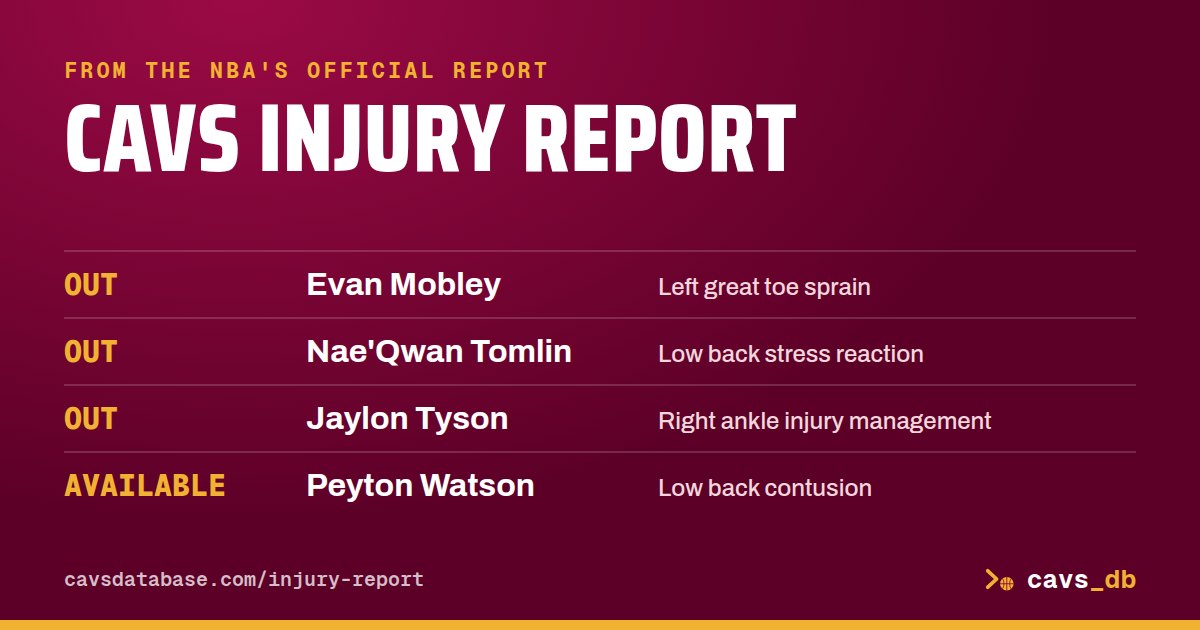 FROM THE NBA'S OFFICIAL REPORT
CAVS INJURY REPORT
OUT Evan Mobley Left great toe sprain
OUT Nae'Qwan Tomlin Low back stress reaction
OUT Jaylon Tyson Right ankle injury management
AVAILABLE Peyton Watson Low back contusion
cavsdatabase.com/injury-report cavs_db